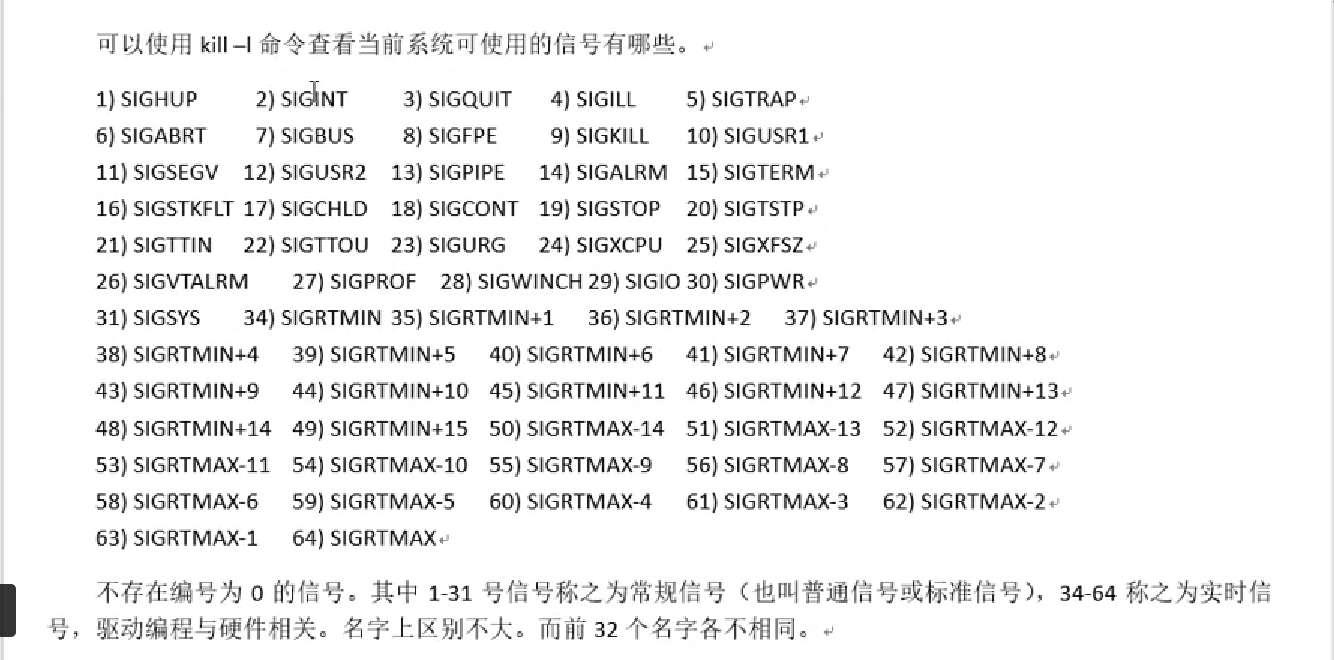 可以使用 kill –l 命令查看当前系统可使用的信号有哪些。
1) SIGHUP 2) SIGINT 3) SIGQUIT 4) SIGILL 5) SIGTRAP
6) SIGABRT 7) SIGBUS 8) SIGFPE 9) SIGKILL 10) SIGUSR1
11) SIGSEGV 12) SIGUSR2 13) SIGPIPE 14) SIGALRM 15) SIGTERM
16) SIGSTKFLT 17) SIGCHLD 18) SIGCONT 19) SIGSTOP 20) SIGTSTP
21) SIGTTIN 22) SIGTTOU 23) SIGURG 24) SIGXCPU 25) SIGXFSZ
26) SIGVTALRM 27) SIGPROF 28) SIGWINCH 29) SIGIO 30) SIGPWR
31) SIGSYS 34) SIGRTMIN 35) SIGRTMIN+1 36) SIGRTMIN+2 37) SIGRTMIN+3
38) SIGRTMIN+4 39) SIGRTMIN+5 40) SIGRTMIN+6 41) SIGRTMIN+7 42) SIGRTMIN+8
43) SIGRTMIN+9 44) SIGRTMIN+10 45) SIGRTMIN+11 46) SIGRTMIN+12 47) SIGRTMIN+13
48) SIGRTMIN+14 49) SIGRTMIN+15 50) SIGRTMAX-14 51) SIGRTMAX-13 52) SIGRTMAX-12
53) SIGRTMAX-11 54) SIGRTMAX-10 55) SIGRTMAX-9 56) SIGRTMAX-8 57) SIGRTMAX-7
58) SIGRTMAX-6 59) SIGRTMAX-5 60) SIGRTMAX-4 61) SIGRTMAX-3 62) SIGRTMAX-2
63) SIGRTMAX-1 64) SIGRTMAX
不存在编号为 0 的信号。其中 1-31 号信号称之为常规信号（也叫普通信号或标准信号），34-64 称之为实时信
号，驱动编程与硬件相关。名字上区别不大。而前 32 个名字各不相同。